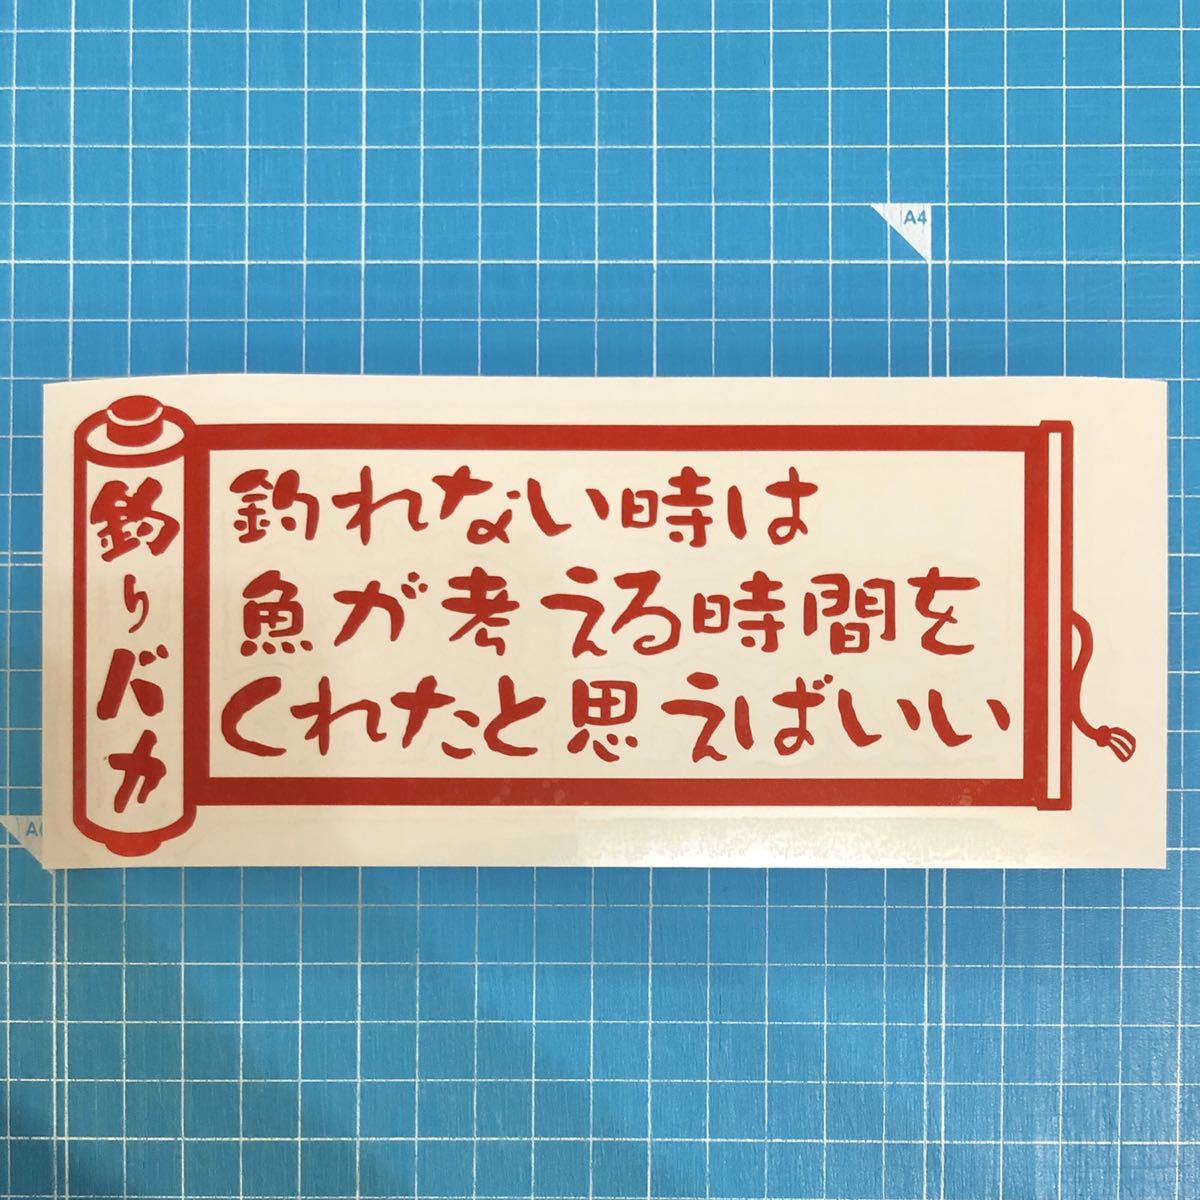 釣りバカ
釣れない時は
魚が考える時間を
くれたと思えばいい
A4